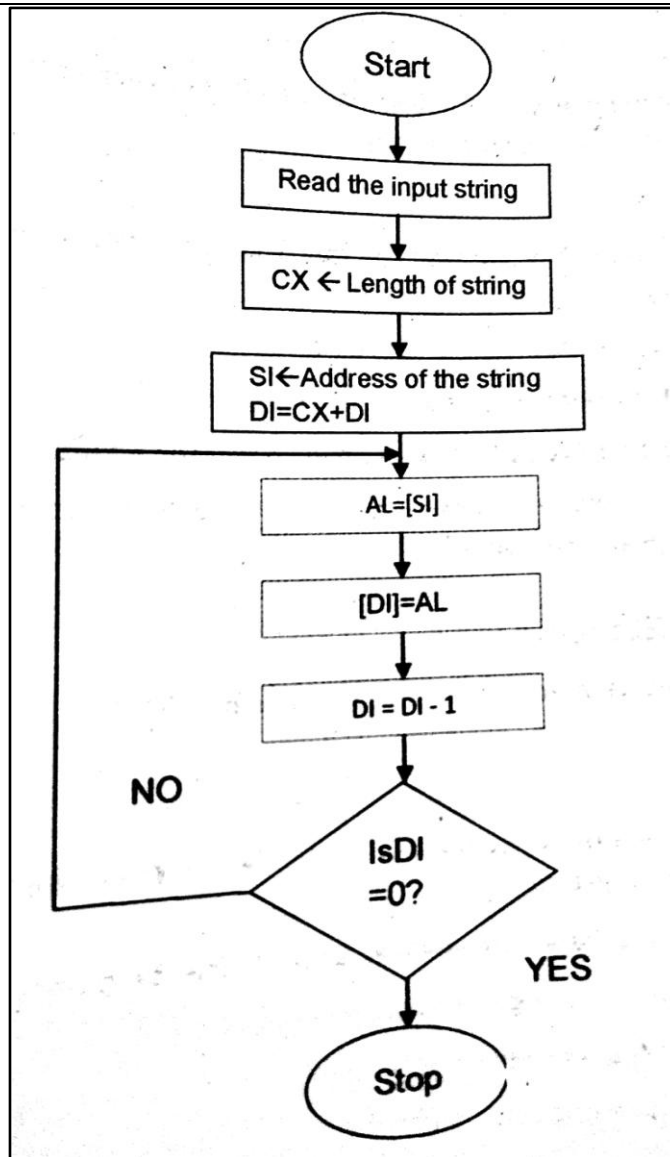 Start
Read the input string
CX ← Length of string
SI←Address of the string
DI=CX+DI
AL=[SI]
[DI]=AL
DI = DI - 1
NO
IsDI
=0?
YES
Stop